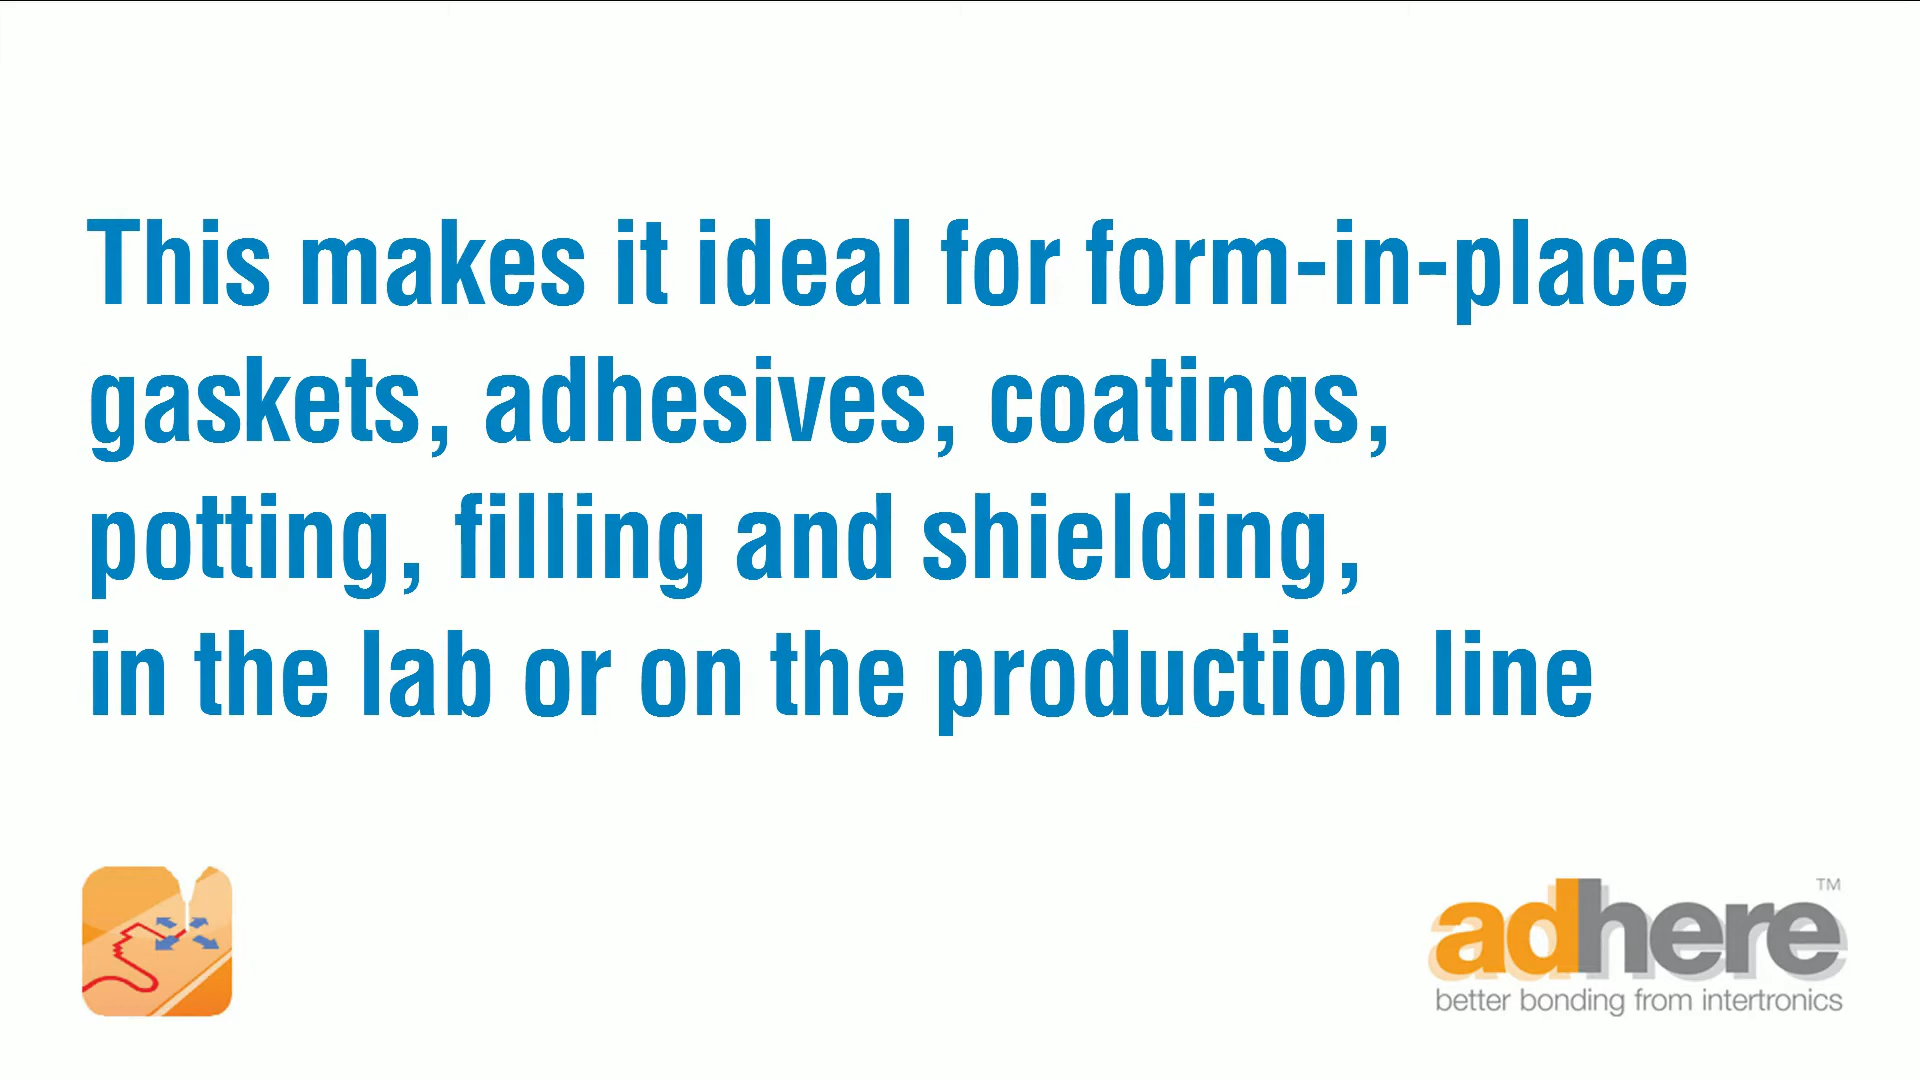 This makes it ideal for form-in-place
gaskets, adhesives, coatings,
potting, filling and shielding,
in the lab or on the production line
adhere™
better bonding from intertronics